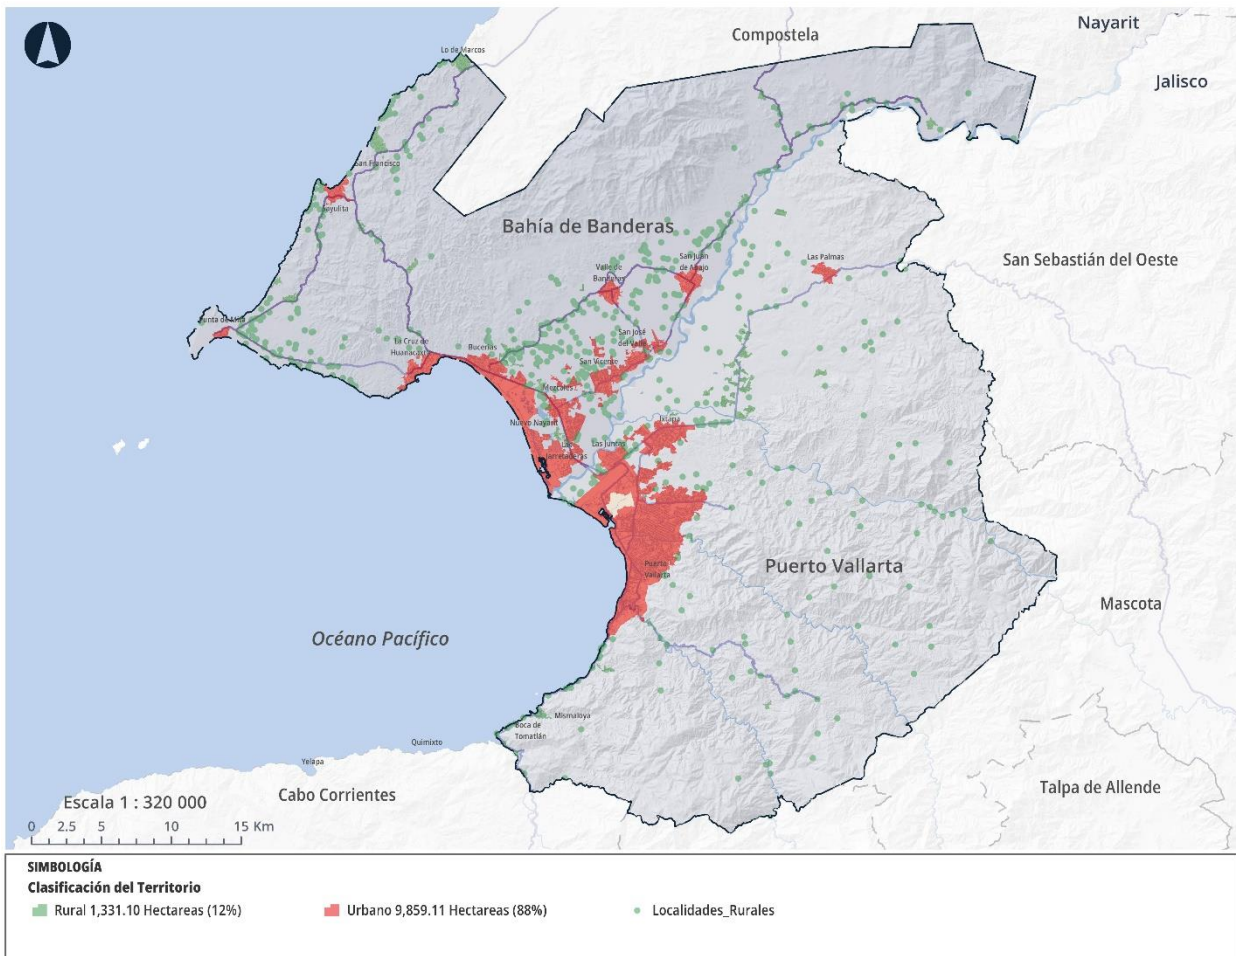 Nayarit
Compostela
Lo de Marcos
Jalisco
San Francisco
Sayulita
Bahía de Banderas
San Juan
de Abajo
Las Palmas
San Sebastián del Oeste
Valle de
Banderas
Punta de Mita
San José
del Valle
La Cruz de
Huanacaxtle
Bucerías
San Vicente
Mezcales
Nuevo Nayarit
Ixtapa
Las Juntas
Las
Jarretaderas
Puerto Vallarta
Puerto
Vallarta
Mascota
Océano Pacífico
Mismaloya
Boca de
Tomatlán
Quimixto
Yelapa
Cabo Corrientes
Talpa de Allende
Escala 1 : 320 000
0 2.5 5 10 15 Km
SIMBOLOGÍA
Clasificación del Territorio
Rural 1,331.10 Hectareas (12%)
Urbano 9,859.11 Hectareas (88%)
Localidades_Rurales